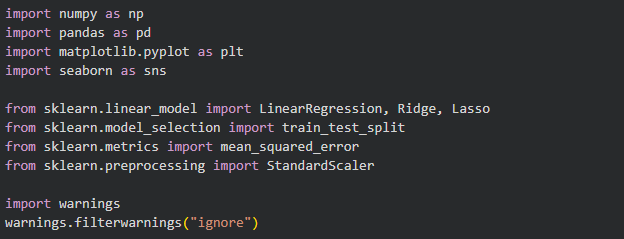 import numpy as np
import pandas as pd
import matplotlib.pyplot as plt
import seaborn as sns
from sklearn.linear_model import LinearRegression, Ridge, Lasso
from sklearn.model_selection import train_test_split
from sklearn.metrics import mean_squared_error
from sklearn.preprocessing import StandardScaler
import warnings
warnings.filterwarnings("ignore")